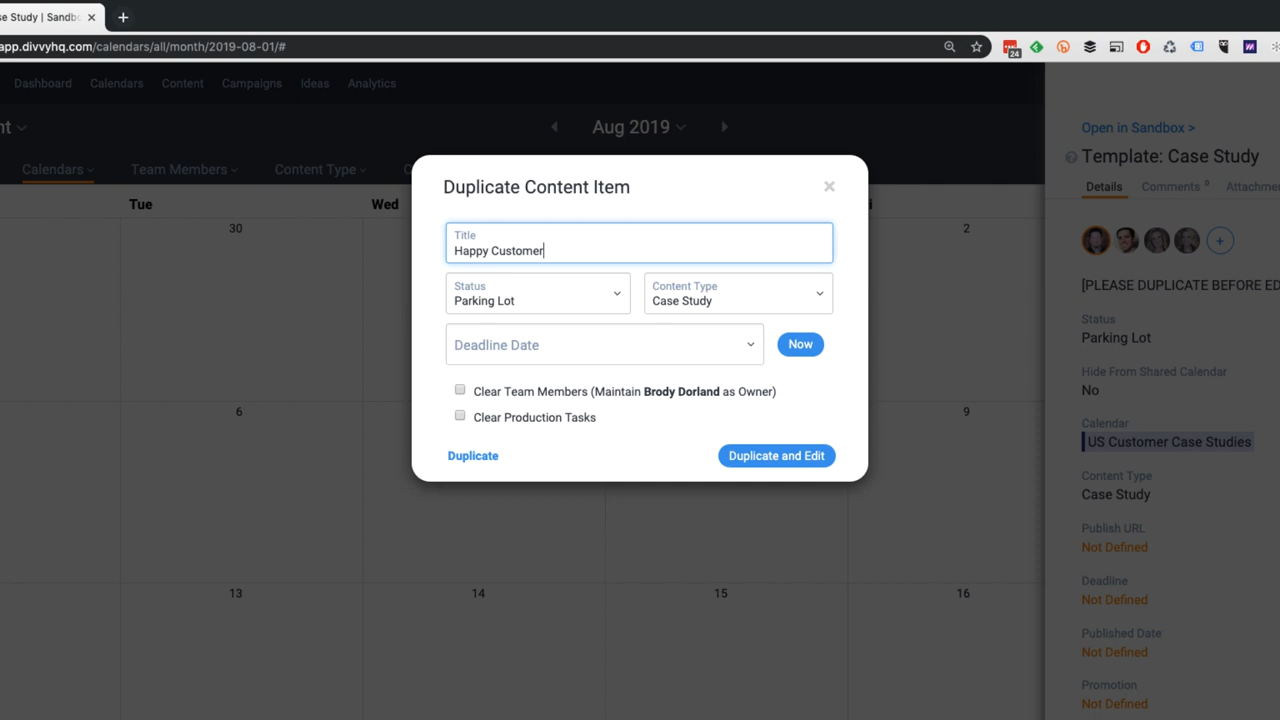 se Study | Sandb
app.divvyhq.com/calendars/all/month/2019-08-01/#
24
Dashboard Calendars Content Campaigns Ideas Analytics
nt
Aug 2019
Calendars Team Members Content Type C
Tue Wed i
30 2
6 9
13 14 15 16
Duplicate Content Item
Title
Happy Customer
Status
Parking Lot
Content Type
Case Study
Deadline Date
Now
Clear Team Members (Maintain Brody Dorland as Owner)
Clear Production Tasks
Duplicate
Duplicate and Edit
Open in Sandbox >
Template: Case Study
Details Comments 0 Attachme
[PLEASE DUPLICATE BEFORE ED
Status
Parking Lot
Hide From Shared Calendar
No
Calendar
US Customer Case Studies
Content Type
Case Study
Publish URL
Not Defined
Deadline
Not Defined
Published Date
Not Defined
Promotion
Not Defined